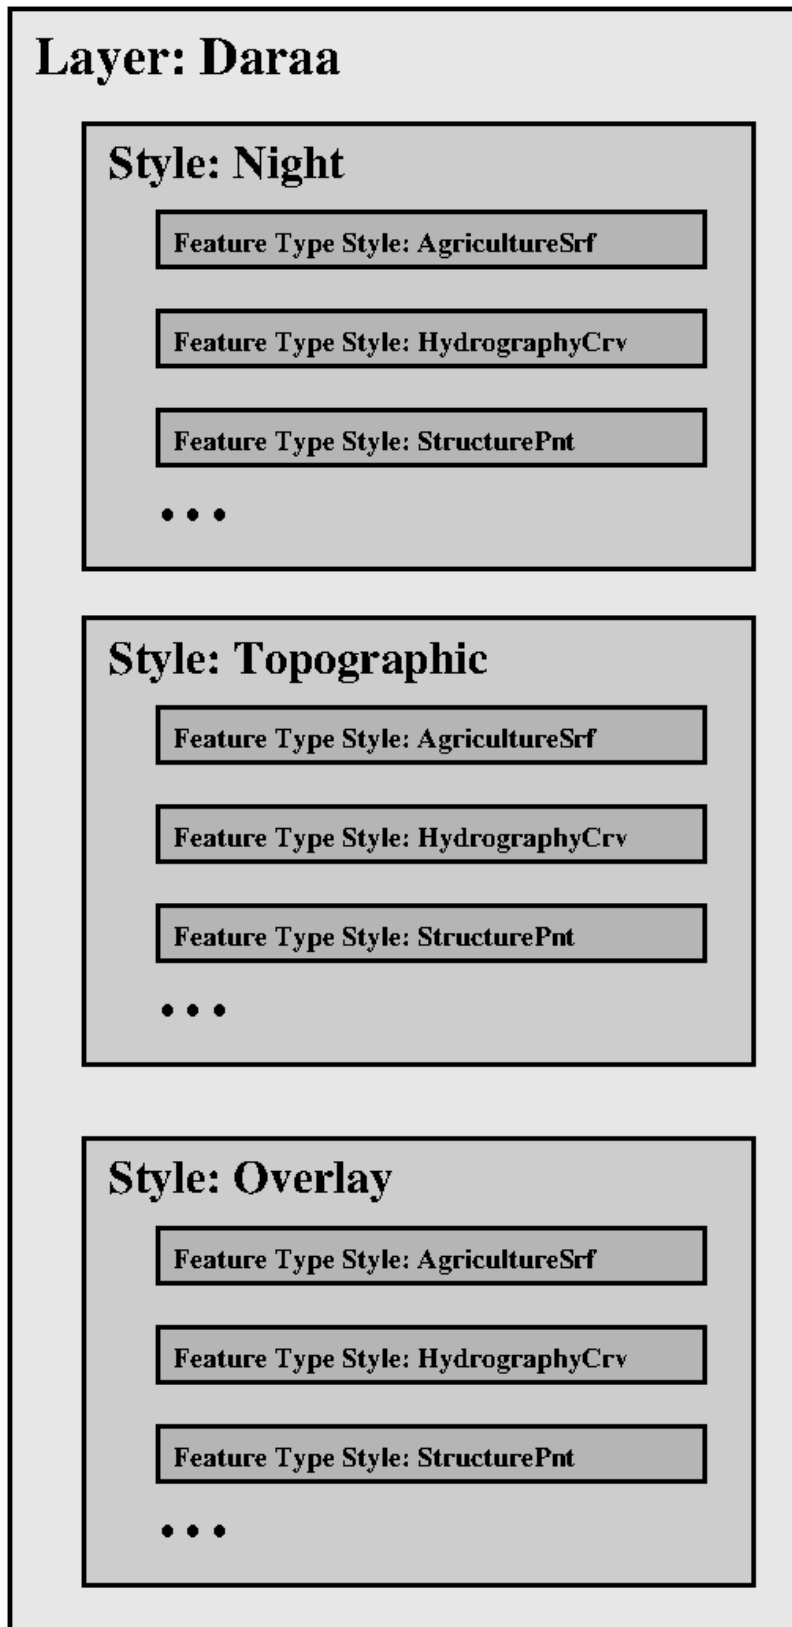 Layer: Daraa
Style: Night
Feature Type Style: AgricultureSrf
Feature Type Style: HydrographyCrv
Feature Type Style: StructurePnt
• • •
Style: Topographic
Feature Type Style: AgricultureSrf
Feature Type Style: HydrographyCrv
Feature Type Style: StructurePnt
• • •
Style: Overlay
Feature Type Style: AgricultureSrf
Feature Type Style: HydrographyCrv
Feature Type Style: StructurePnt
• • •